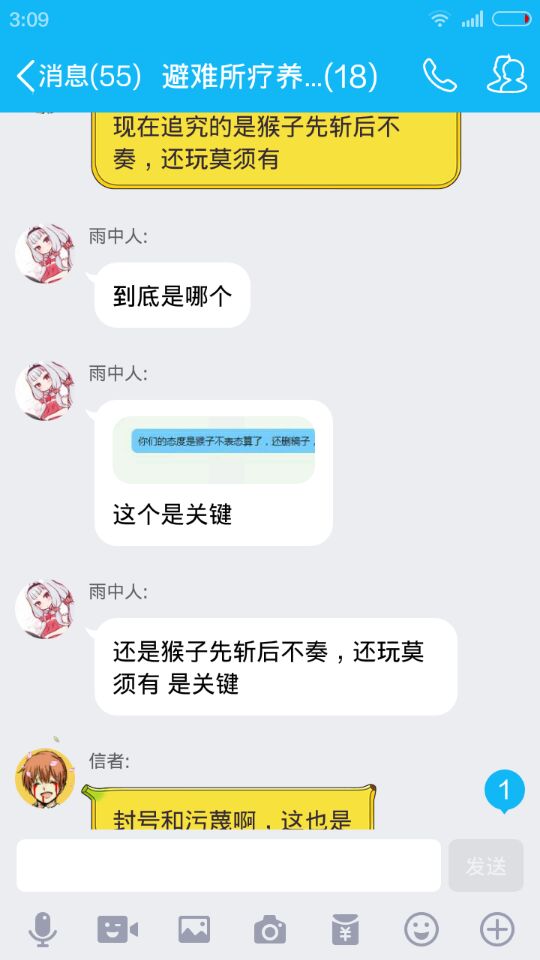 3:09
消息(55) 避难所疗养...(18)
现在追究的是猴子先斩后不
奏，还玩莫须有
雨中人:
到底是哪个
雨中人:
你们的态度是猴子不表态算了，还删稿子，
这个是关键
雨中人:
还是猴子先斩后不奏，还玩莫
须有 是关键
信者:
1
封号和污蔑啊，这也是
发送